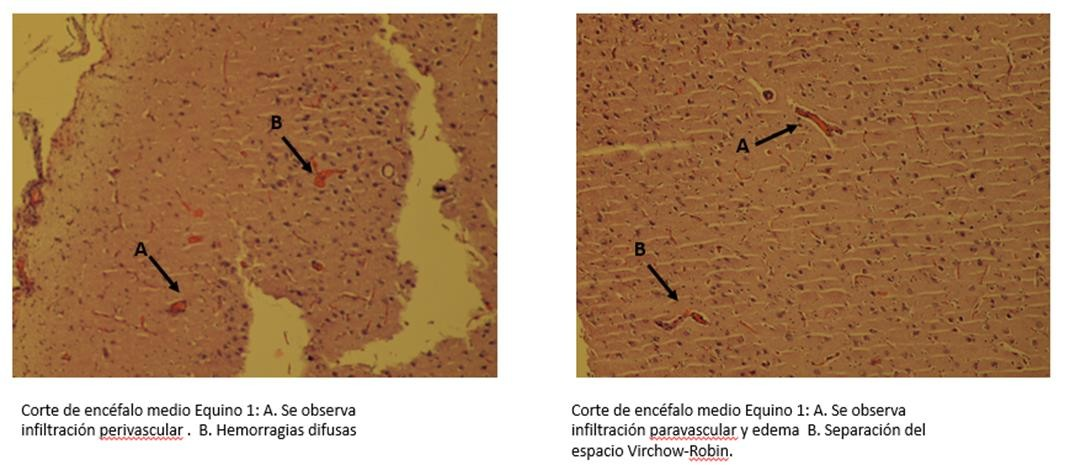 B
A
A
B
Corte de encéfalo medio Equino 1: A. Se observa
infiltración perivascular . B. Hemorragias difusas
Corte de encéfalo medio Equino 1: A. Se observa
infiltración paravascular y edema B. Separación del
espacio Virchow-Robin.